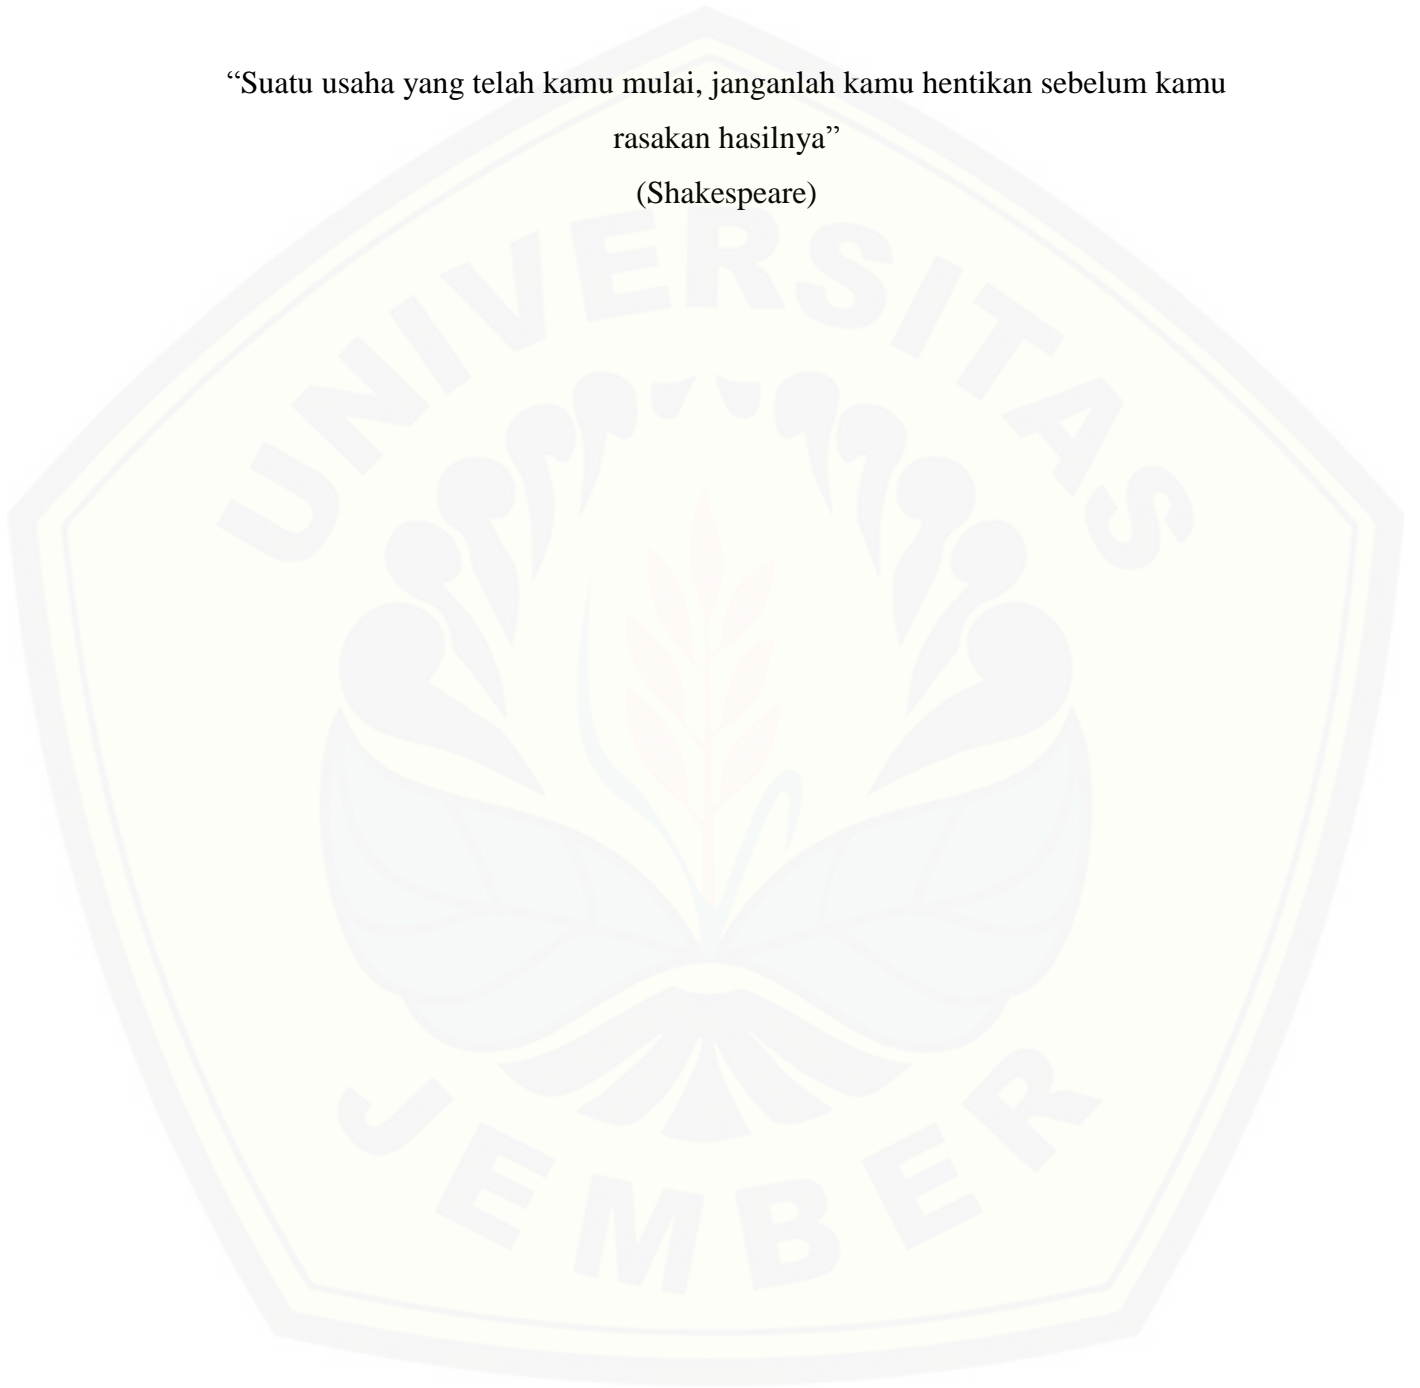 “Suatu usaha yang telah kamu mulai, janganlah kamu hentikan sebelum kamu
rasakan hasilnya”
(Shakespeare)
UNIVERSITAS
JEMBER